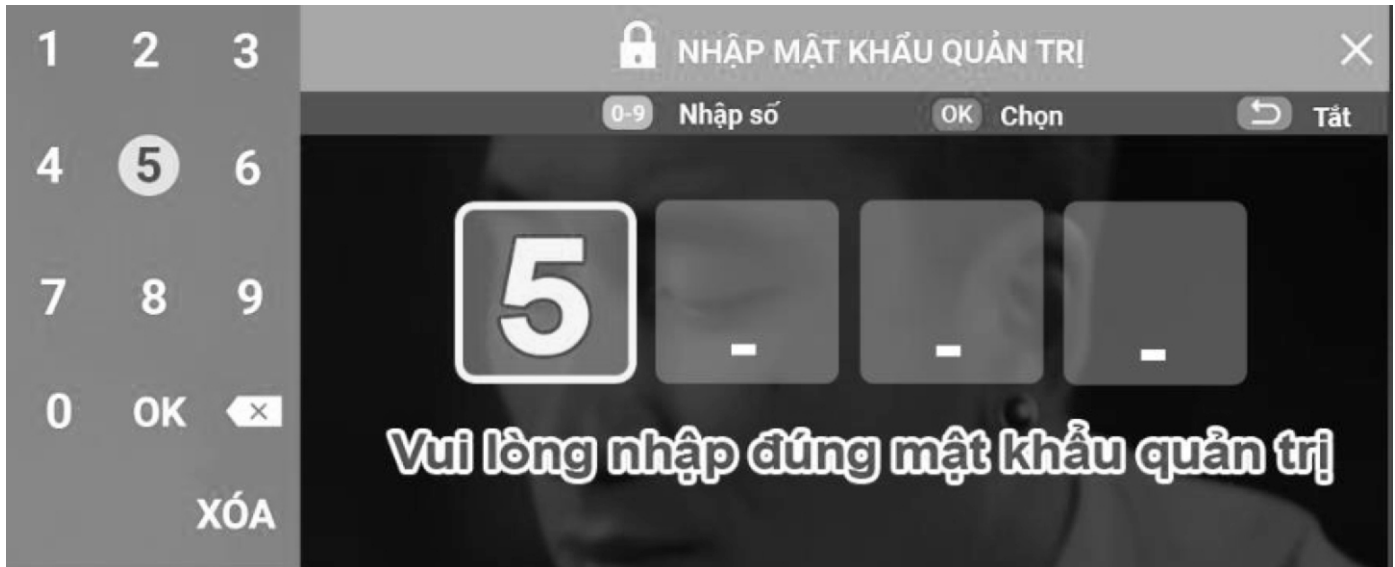 1 2 3
4 5 6
7 8 9
0 OK
XÓA
NHẬP MẬT KHẨU QUẢN TRỊ
0-9 Nhập số OK Chọn Tắt
5 - - -
Vui lòng nhập đúng mật khẩu quản trị